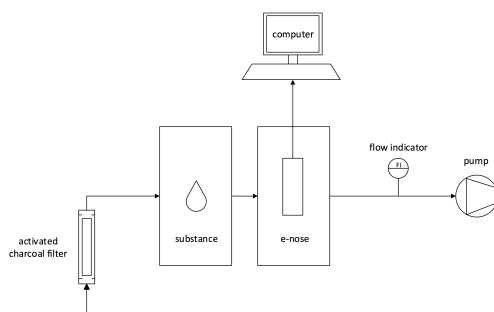 computer
flow indicator
FI
pump
substance
e-nose
activated
charcoal filter